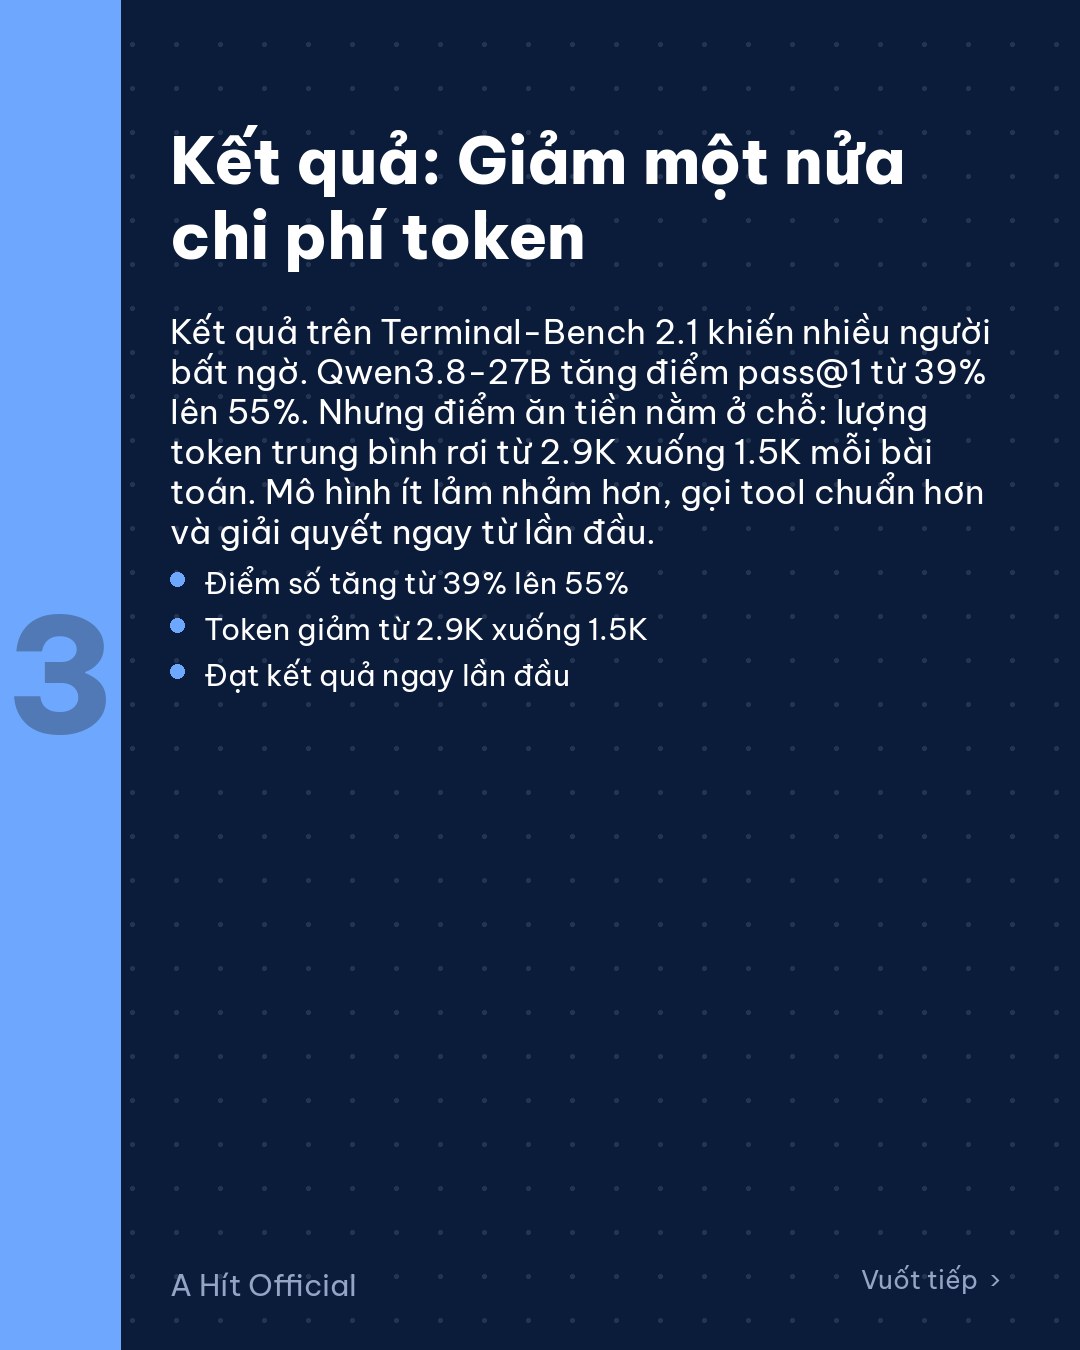 Kết quả: Giảm một nửa
chi phí token
Kết quả trên Terminal-Bench 2.1 khiến nhiều người
bất ngờ. Qwen3.8-27B tăng điểm pass@1 từ 39%
lên 55%. Nhưng điểm ăn tiền nằm ở chỗ: lượng
token trung bình rơi từ 2.9K xuống 1.5K mỗi bài
toán. Mô hình ít lảm nhảm hơn, gọi tool chuẩn hơn
và giải quyết ngay từ lần đầu.
Điểm số tăng từ 39% lên 55%
Token giảm từ 2.9K xuống 1.5K
Đạt kết quả ngay lần đầu
3
A Hít Official
Vuốt tiếp ›